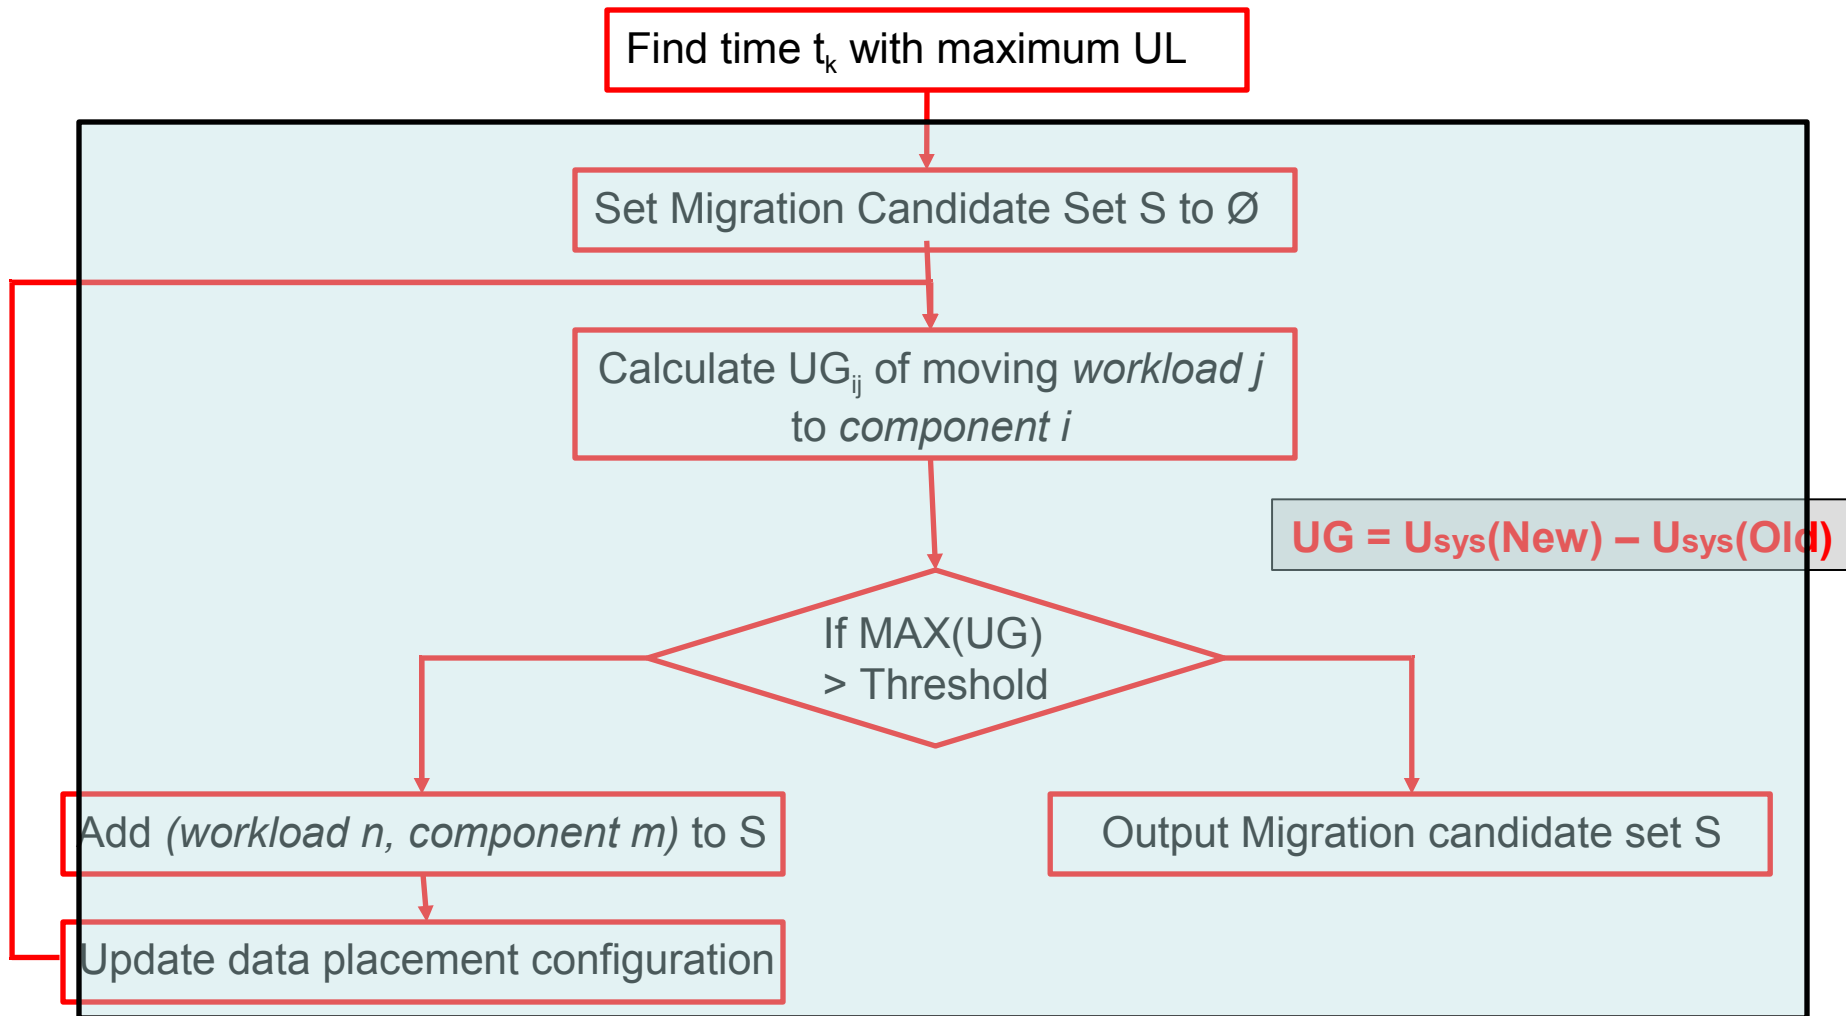 Find time tk with maximum UL
Set Migration Candidate Set S to Ø
Calculate UGij of moving workload j
to component i
UG = Usys(New) – Usys(Old)
If MAX(UG)
> Threshold
Add (workload n, component m) to S
Output Migration candidate set S
Update data placement configuration